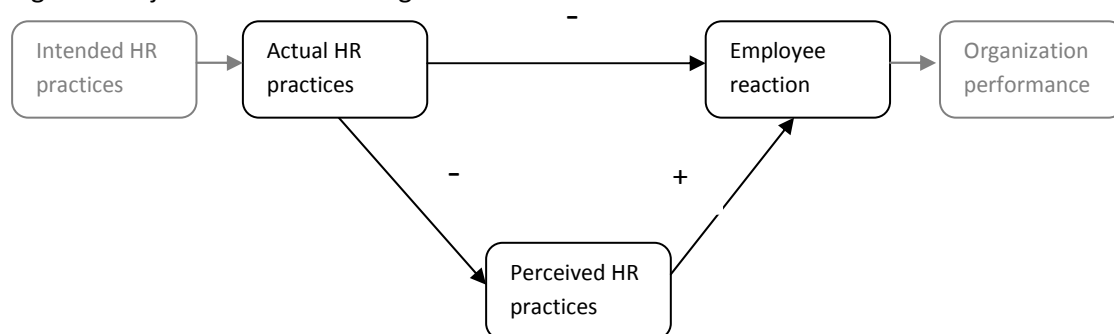 -
Intended HR
practices
Actual HR
practices
Employee
reaction
Organization
performance
-
+
Perceived HR
practices